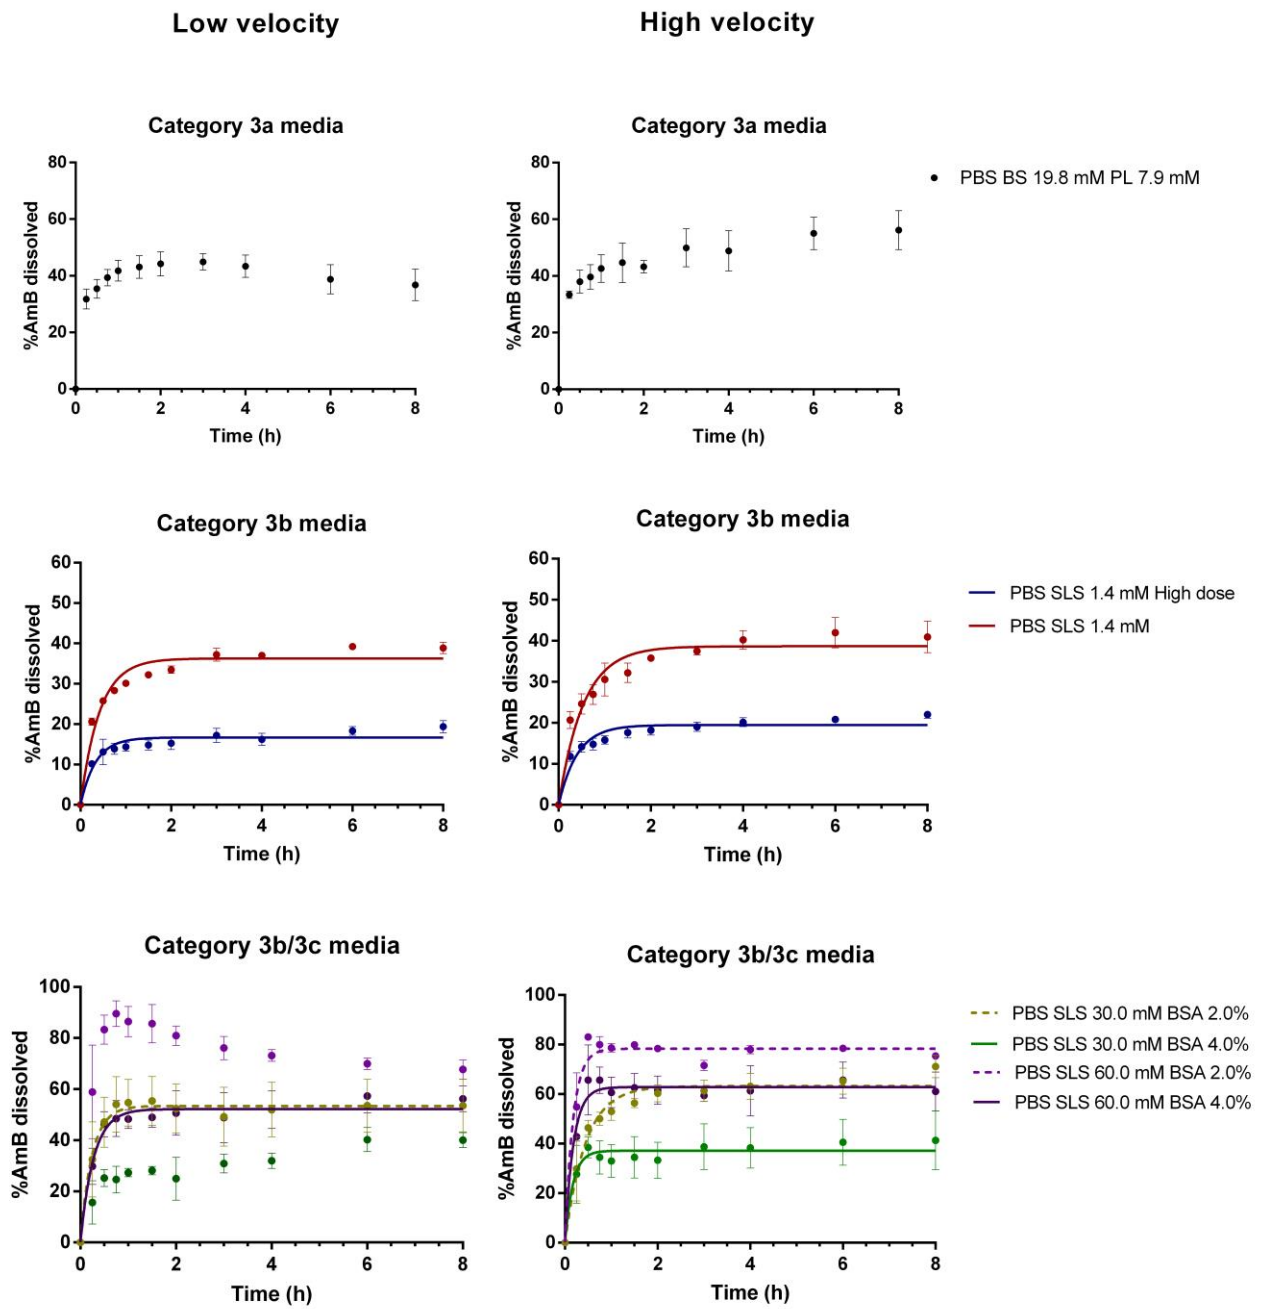 Low velocity
High velocity
Category 3a media
Category 3a media
80
60
40
20
0
%AmB dissolved
0 2 4 6 8
Time (h)
80
60
40
20
0
%AmB dissolved
0 2 4 6 8
Time (h)
PBS BS 19.8 mM PL 7.9 mM
Category 3b media
Category 3b media
60
50
40
30
20
10
0
%AmB dissolved
0 2 4 6 8
Time (h)
60
50
40
30
20
10
0
%AmB dissolved
0 2 4 6 8
Time (h)
PBS SLS 1.4 mM High dose
PBS SLS 1.4 mM
Category 3b/3c media
Category 3b/3c media
100
80
60
40
20
0
%AmB dissolved
0 2 4 6 8
Time (h)
100
80
60
40
20
0
%AmB dissolved
0 2 4 6 8
Time (h)
PBS SLS 30.0 mM BSA 2.0%
PBS SLS 30.0 mM BSA 4.0%
PBS SLS 60.0 mM BSA 2.0%
PBS SLS 60.0 mM BSA 4.0%